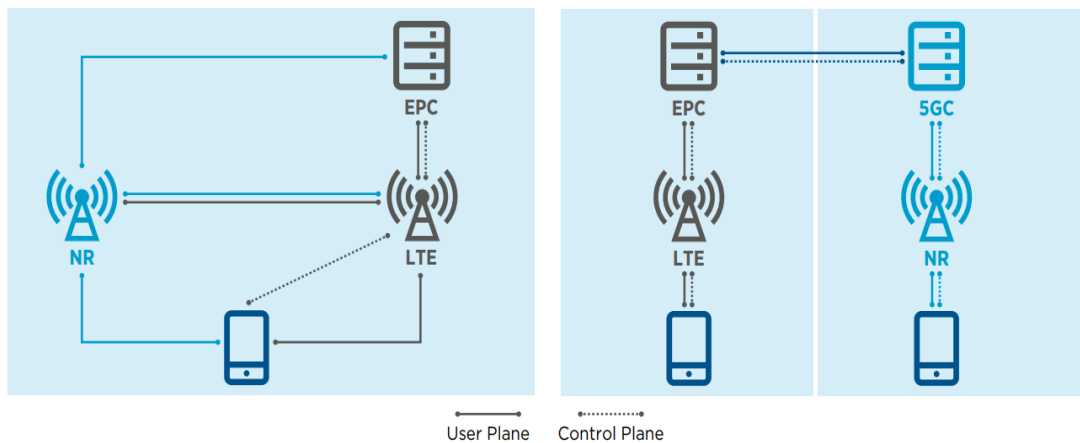 EPC
NR
LTE
EPC
5GC
LTE
NR
User Plane
Control Plane